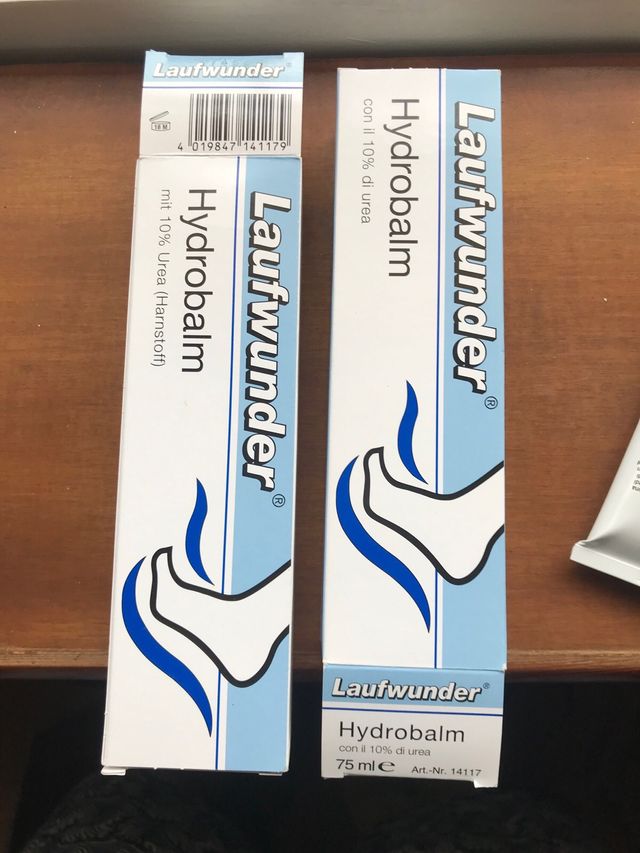 Laufwunder®
18 M
4 019847 141179
Laufwunder®
Hydrobalm
mit 10% Urea (Harnstoff)
Laufwunder®
Hydrobalm
con il 10% di urea
Laufwunder®
Hydrobalm
con il 10% di urea
75 ml e Art.-Nr. 14117